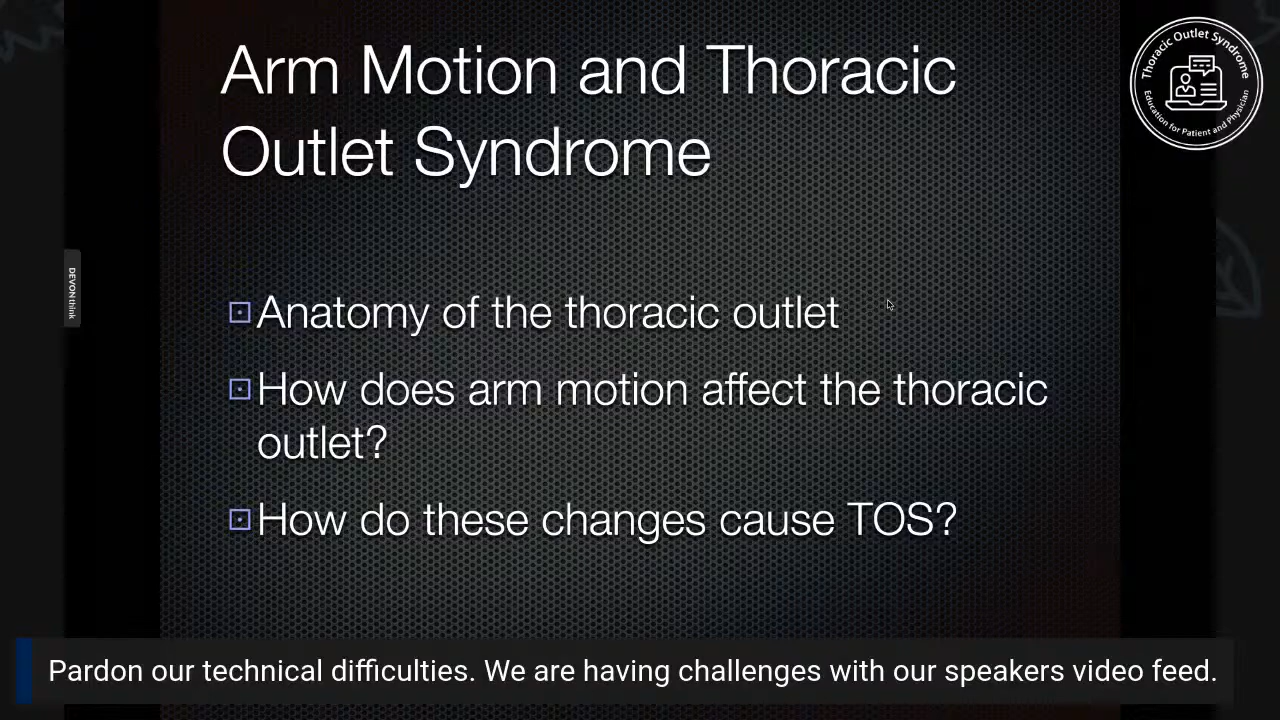 Arm Motion and Thoracic
Outlet Syndrome
Thoracic Outlet Syndrome
Education for Patient and Physician
DEVONthink
Anatomy of the thoracic outlet
How does arm motion affect the thoracic
outlet?
How do these changes cause TOS?
Pardon our technical difficulties. We are having challenges with our speakers video feed.